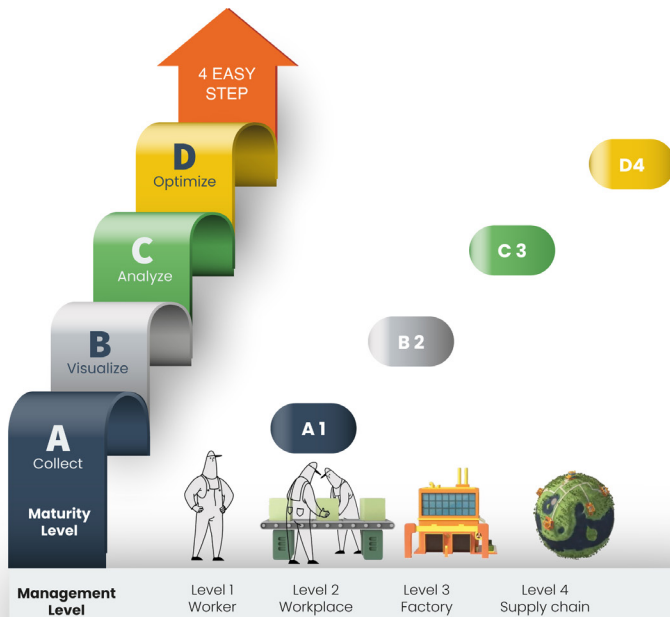 4 EASY
STEP
D
Optimize
D4
C
Analyze
C 3
B
Visualize
B 2
A
Collect
A 1
Maturity
Level
Management
Level
Level 1
Worker
Level 2
Workplace
Level 3
Factory
Level 4
Supply chain